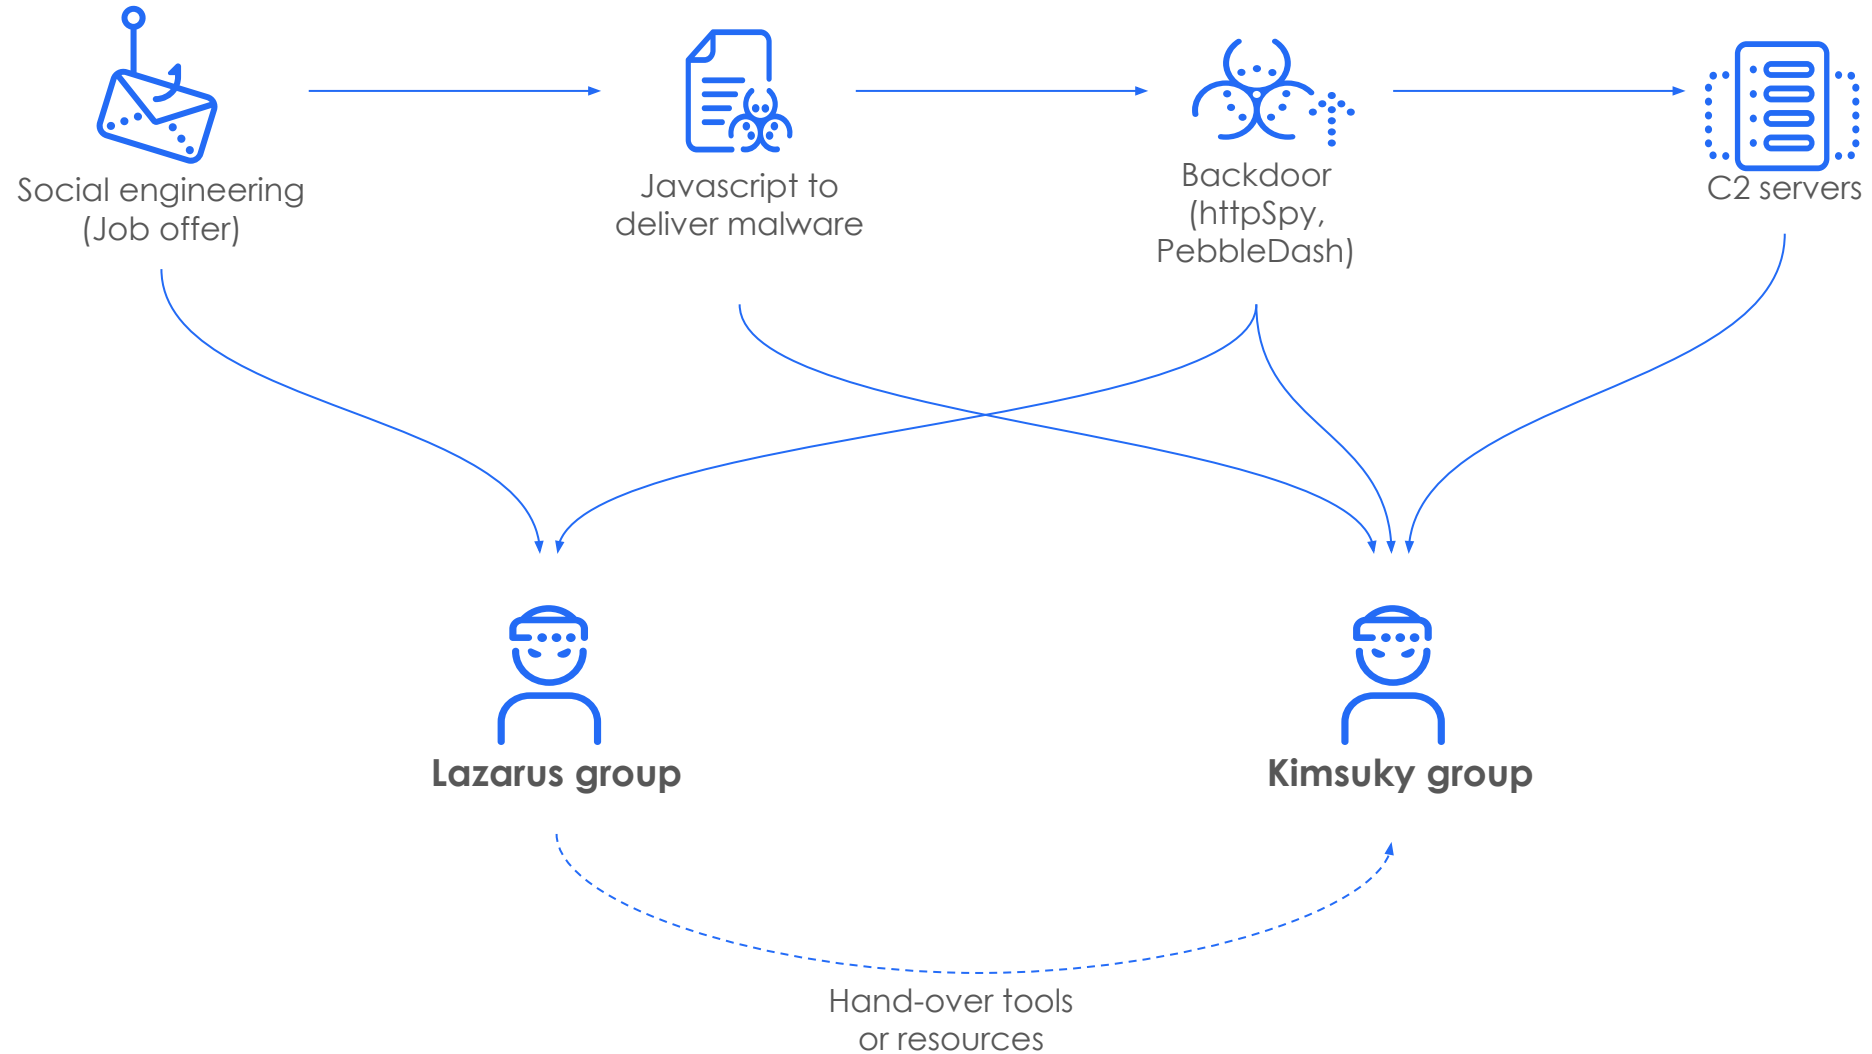 Social engineering
(Job offer)
Javascript to
deliver malware
Backdoor
(httpSpy,
PebbleDash)
C2 servers
Lazarus group
Kimsuky group
Hand-over tools
or resources